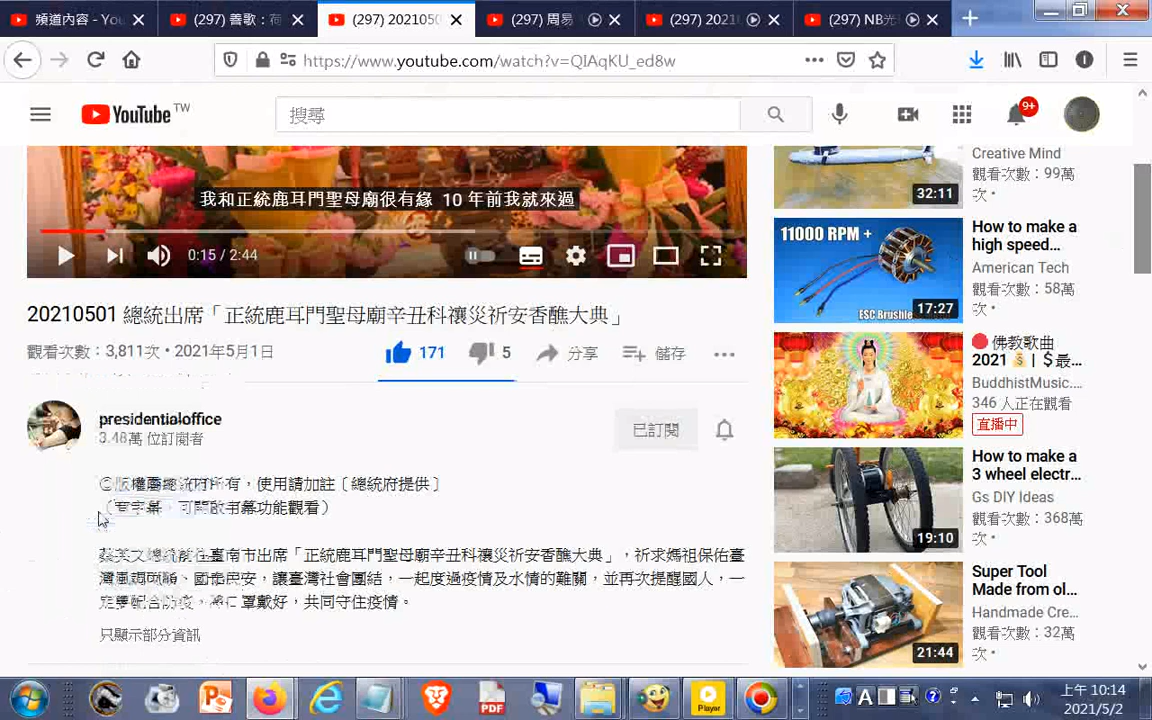 頻道內容 - You
(297) 善歌：荷
(297) 2021050
(297) 周易
(297) 2021
(297) NB光
https://www.youtube.com/watch?v=QIAqKU_ed8w
YouTube TW
搜尋
9+
我和正統鹿耳門聖母廟很有緣 10 年前我就來過
0:15 / 2:44
20210501 總統出席「正統鹿耳門聖母廟辛丑科禳災祈安香醮大典」
觀看次數：3,811次・2021年5月1日
171
5
分享
儲存
presidentialoffice
3.48萬 位訂閱者
已訂閱
©版權屬總統府所有，使用請加註〔總統府提供〕
（有字幕，可開啟字幕功能觀看）
蔡英文總統前往臺南市出席「正統鹿耳門聖母廟辛丑科禳災祈安香醮大典」，祈求媽祖保佑臺
灣風調雨順、國泰民安，讓臺灣社會團結，一起度過疫情及水情的難關，並再次提醒國人，一
定要配合防疫，將口罩戴好，共同守住疫情。
只顯示部分資訊
Creative Mind
觀看次數：99萬
次・
32:11
11000 RPM +
ESC Brushle
17:27
How to make a
high speed...
American Tech
觀看次數：58萬
次・
佛教歌曲
2021 💰 | $最...
BuddhistMusic....
346 人正在觀看
直播中
How to make a
3 wheel electr...
Gs DIY Ideas
觀看次數：368萬
次・
19:10
Super Tool
Made from ol...
Handmade Cre...
觀看次數：32萬
次・
21:44
PDF
Player
A
上午 10:14
2021/5/2